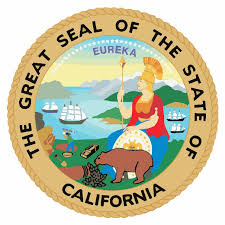 THE GREAT SEAL OF THE STATE OF
CALIFORNIA
EUREKA